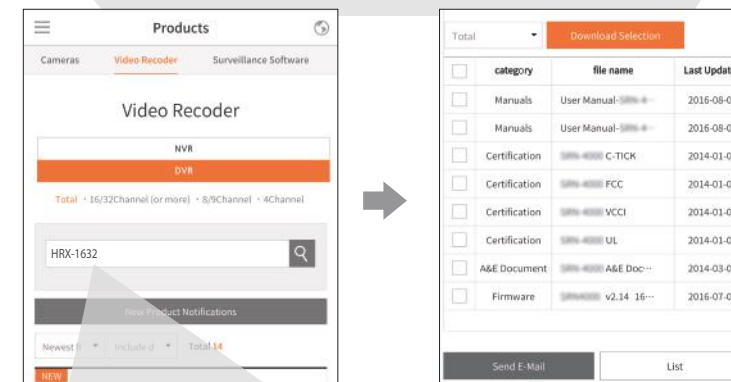 Products
Cameras Video Recoder Surveillance Software
Video Recoder
NVR
DVR
Total • 16/32Channel (or more) • 8/9Channel • 4Channel
HRX-1632
New Product Notifications
Newest Include d Total 14
NEW
Total Download Selection
category file name Last Updat
Manuals User Manual-
Manuals User Manual-
Certification C-TICK
Certification FCC
Certification VCCI
Certification UL
A&E Document A&E Doc···
Firmware v2.14 16···
2016-08-0
2016-08-0
2014-01-0
2014-01-0
2014-01-0
2014-01-0
2014-03-0
2016-07-0
Send E-Mail List